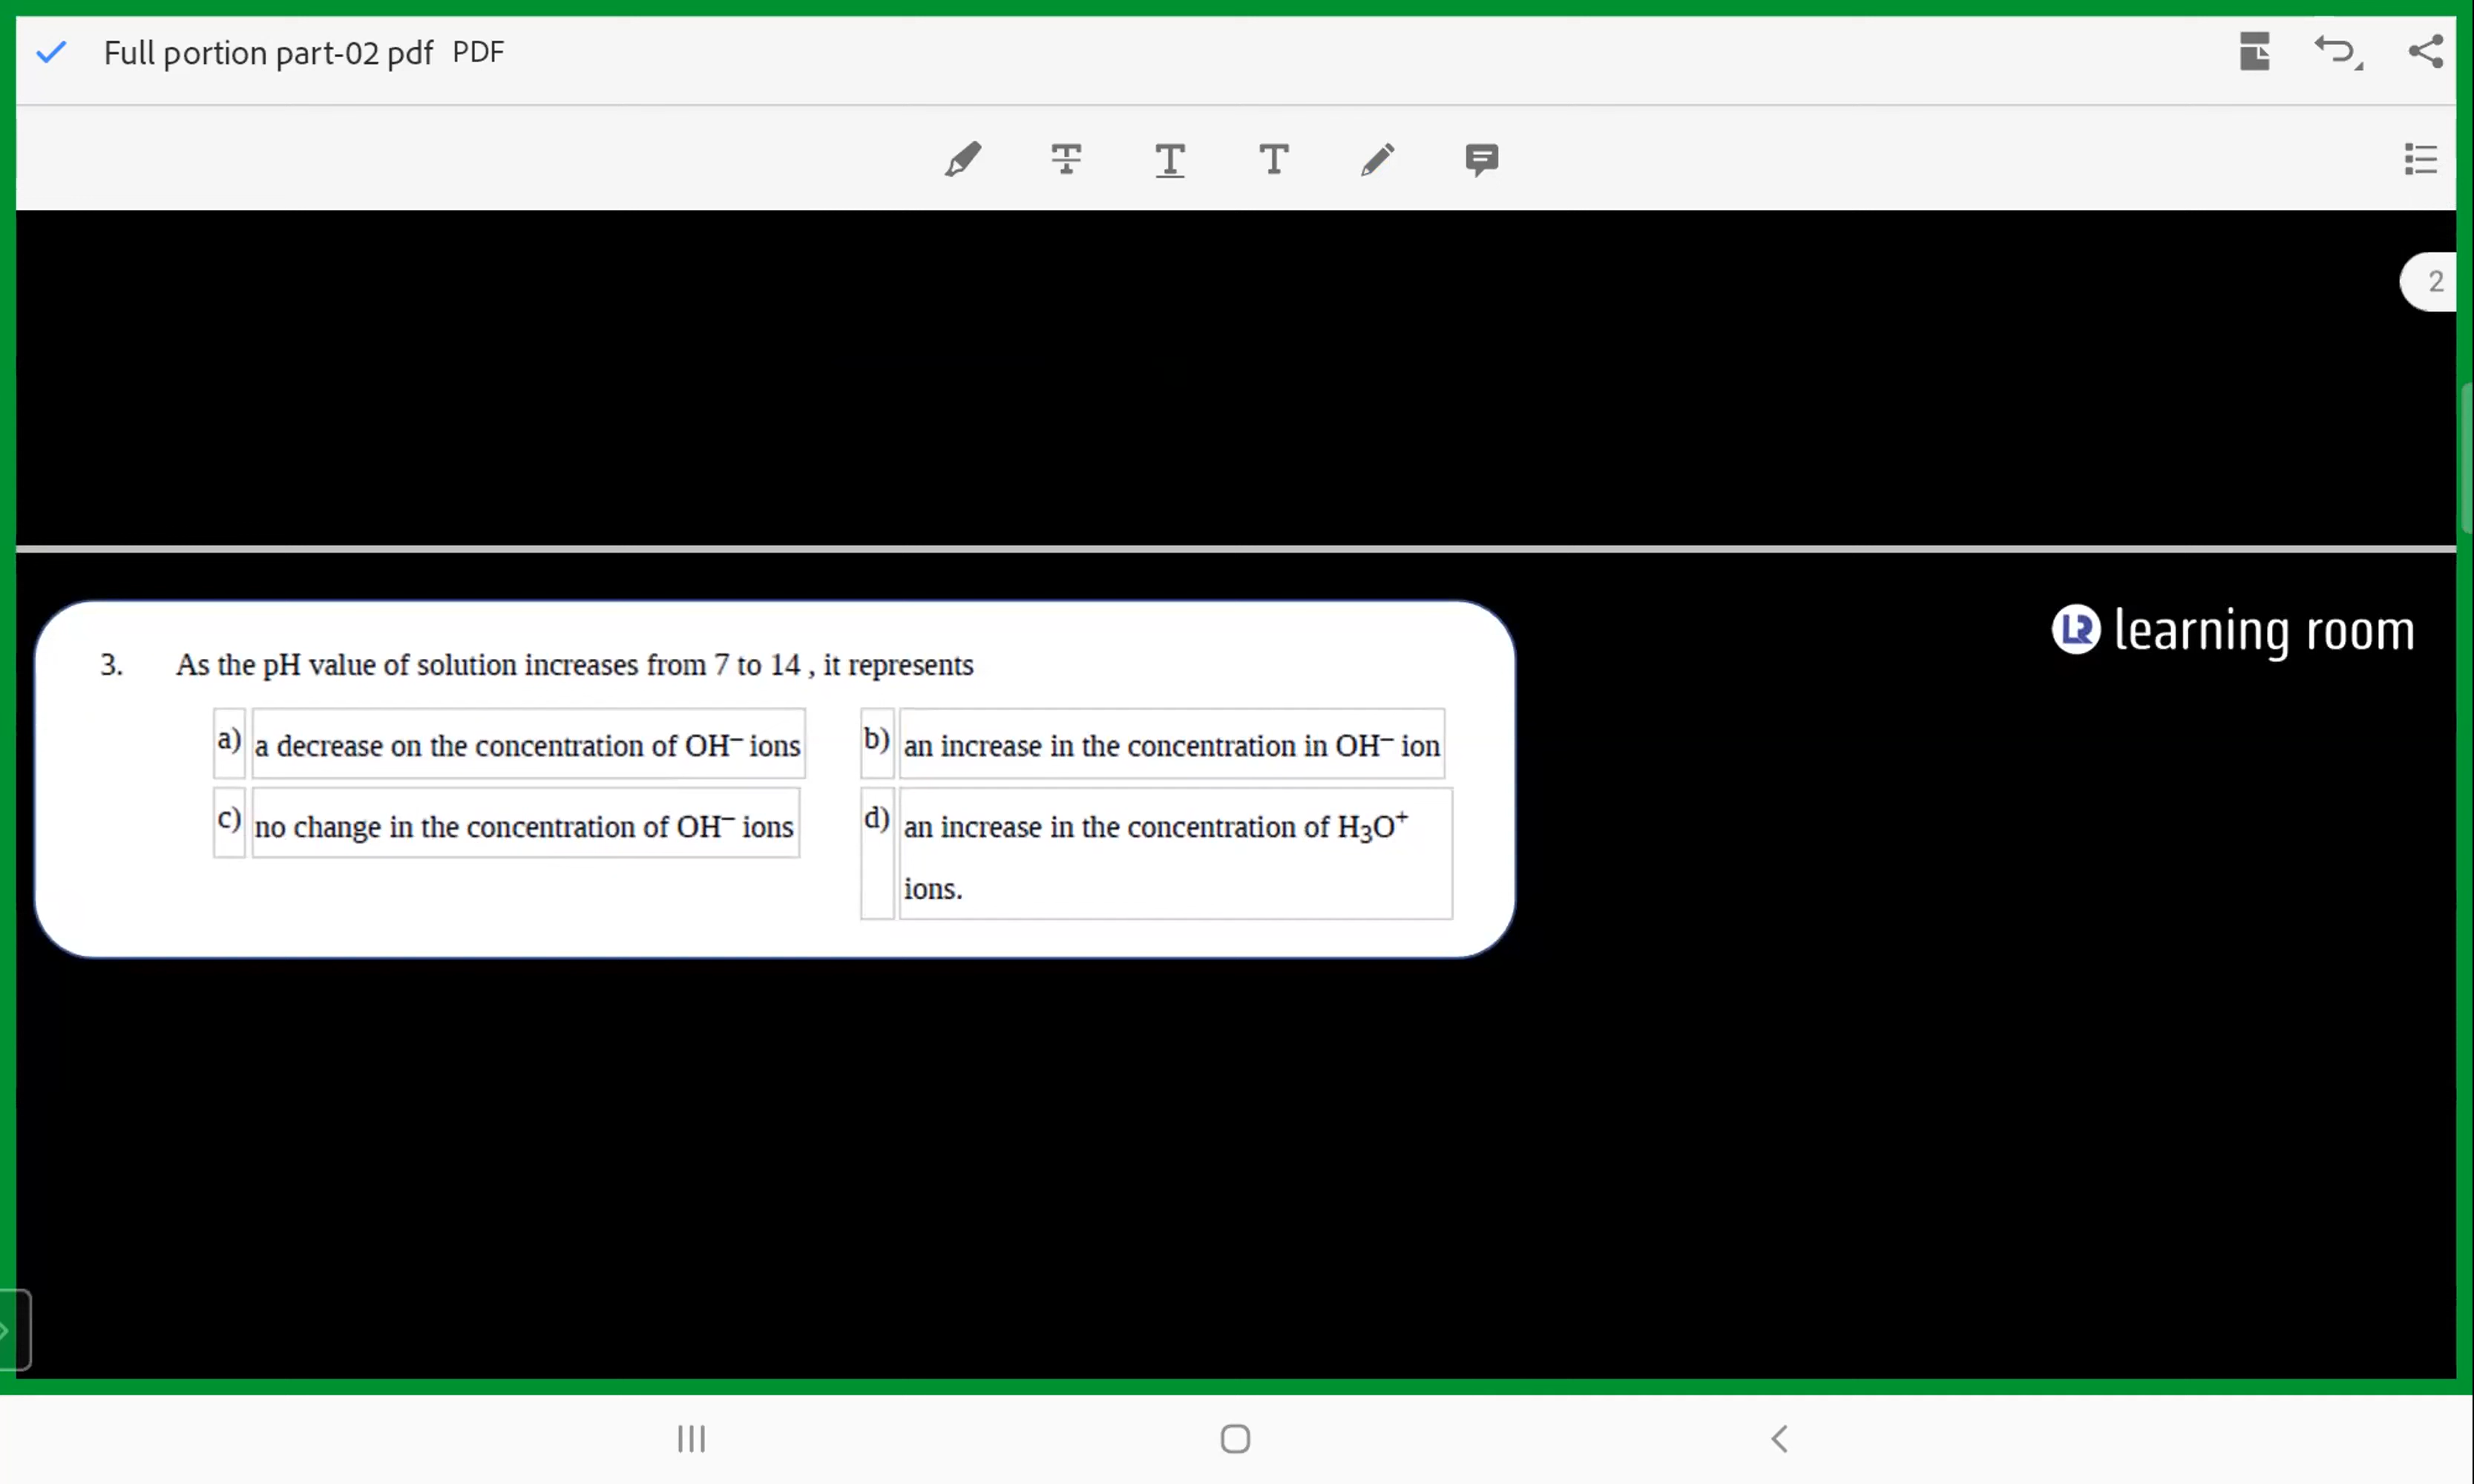 Full portion part-02 pdf PDF
2
LR learning room
3. As the pH value of solution increases from 7 to 14 , it represents
a) a decrease on the concentration of OH⁻ ions b) an increase in the concentration in OH⁻ ion
c) no change in the concentration of OH⁻ ions d) an increase in the concentration of H₃O⁺
ions.